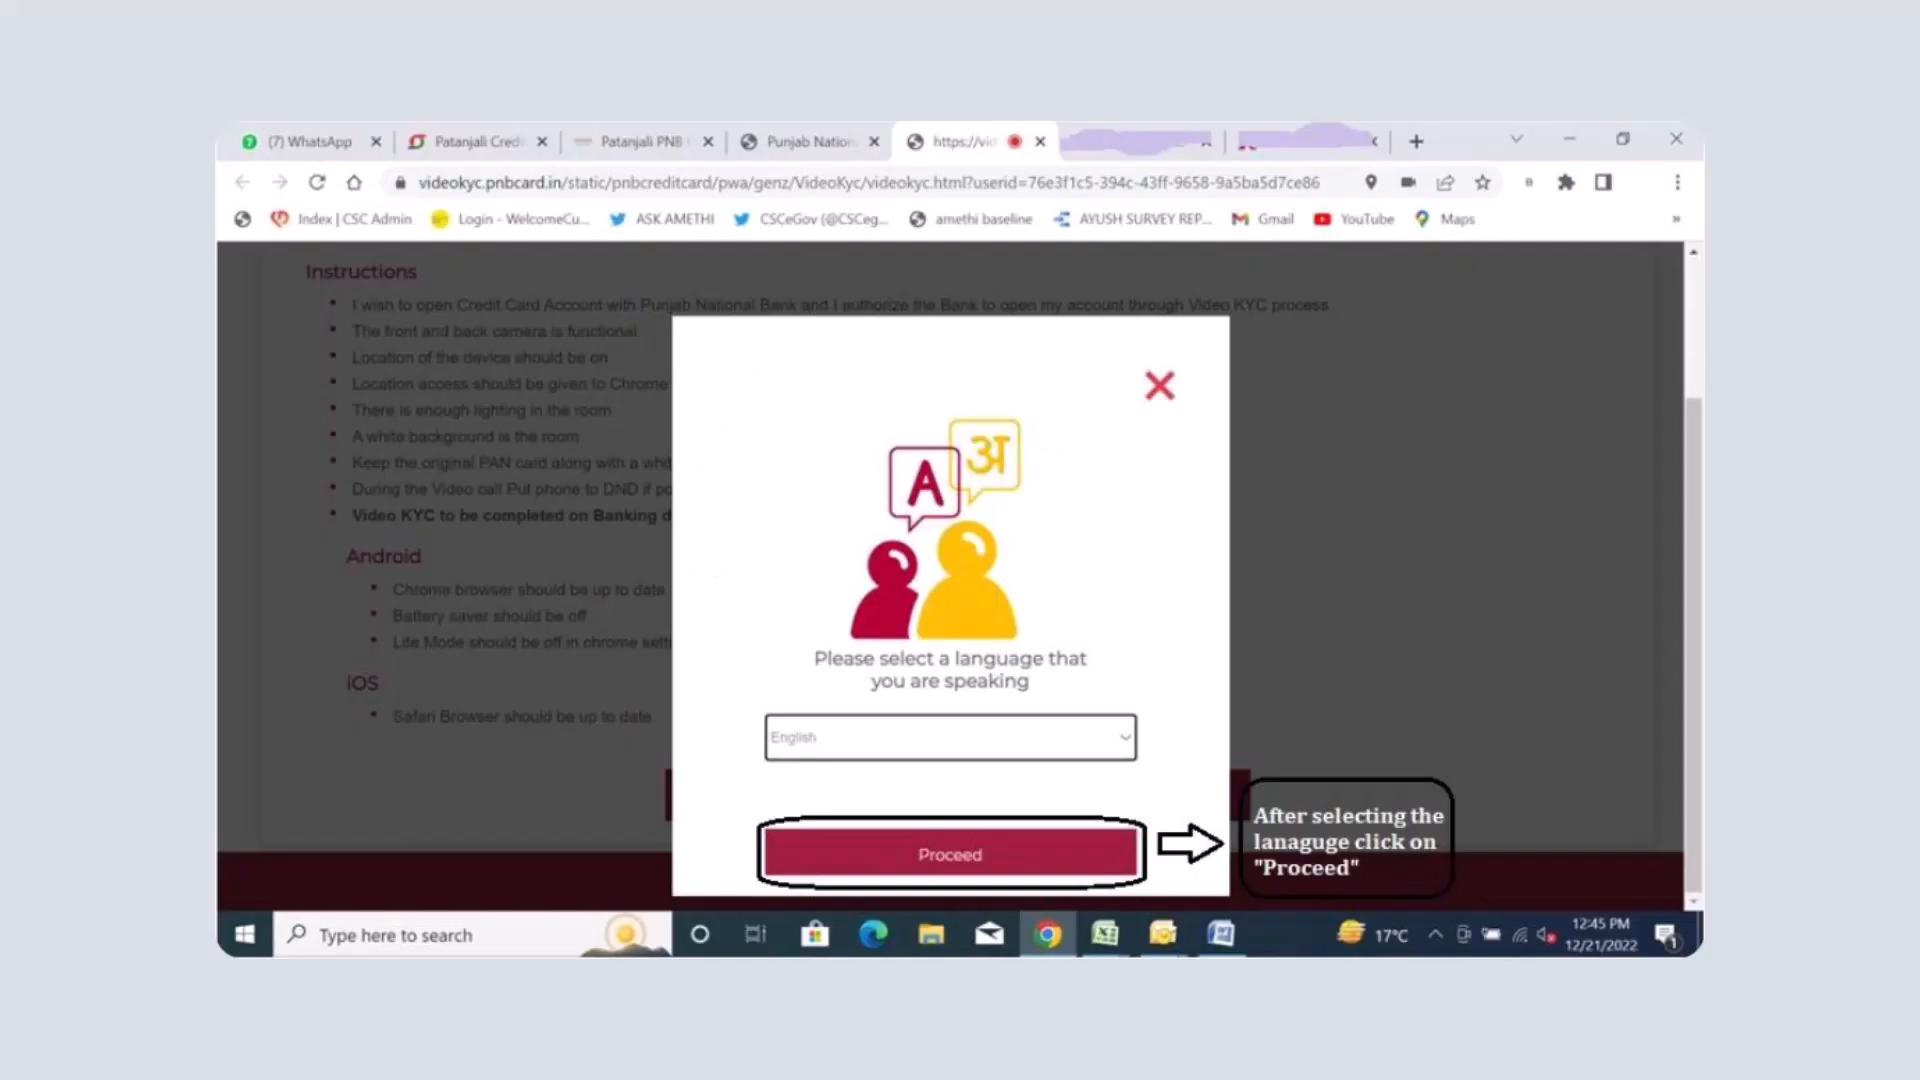 (7) WhatsApp
Patanjali Credi
Patanjali PNB
Punjab Nation
https://vid
videokyc.pnbcard.in/static/pnbcreditcard/pwa/genz/VideoKyc/videokyc.html?userid=76e3f1c5-394c-43ff-9658-9a5ba5d7ce86
Index | CSC Admin
Login - WelcomeCu...
ASK AMETHI
CSCeGov (@CSCeg...
amethi baseline
AYUSH SURVEY REP...
Gmail
YouTube
Maps
»
Instructions
I wish to open Credit Card Account with Punjab National Bank and I authorize the Bank to open my account through Video KYC process
The front and back camera is functional
Location of the device should be on
Location access should be given to Chrome
There is enough lighting in the room
A white background is the room
Keep the original PAN card along with a whit
During the Video call Put phone to DND if po
Video KYC to be completed on Banking d
Android
Chrome browser should be up to date
Battery saver should be off
Lite Mode should be off in chrome setti
iOS
Safari Browser should be up to date
A
अ
Please select a language that
you are speaking
English
Proceed
After selecting the
lanaguge click on
"Proceed"
Type here to search
17°C
12:45 PM
12/21/2022
1